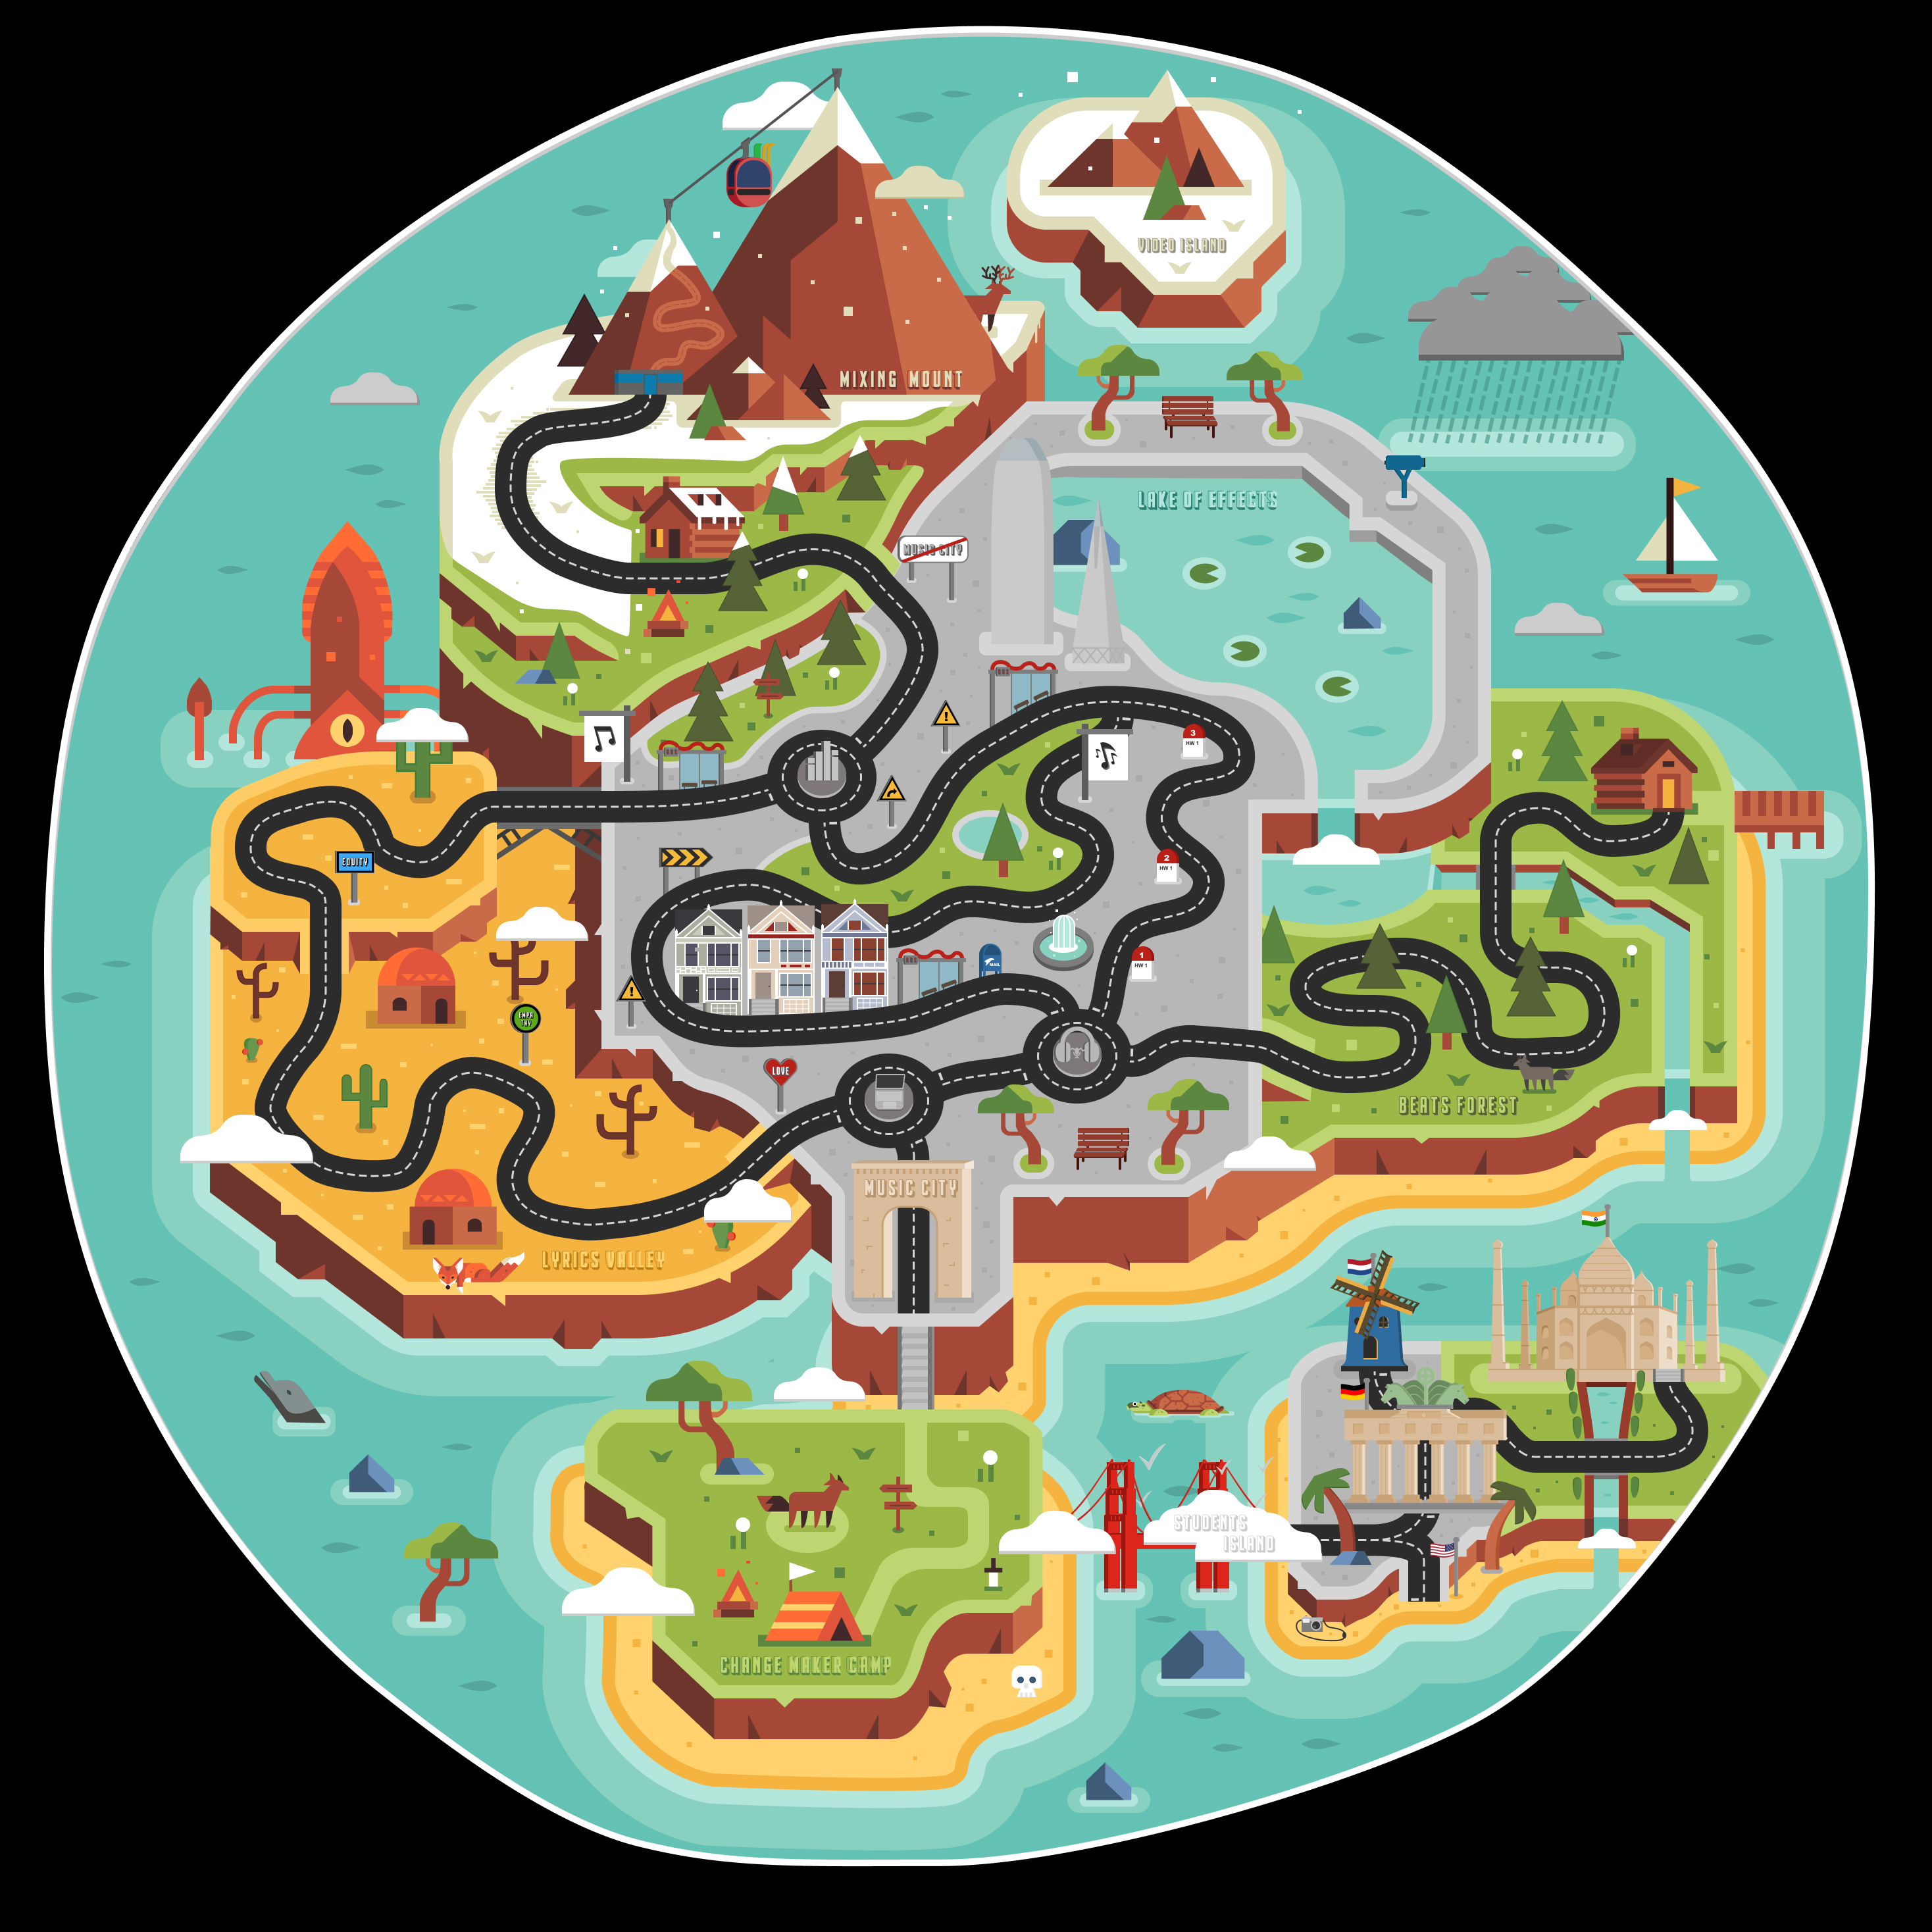 VIDEO ISLAND
MIXING MOUNT
LAKE OF EFFECTS
MUSIC CITY
3
HW 1
EQUITY
2
HW 1
MAIL
1
HW 1
EMPA
THY
LOVE
BEATS FOREST
MUSIC CITY
LYRICS VALLEY
STUDENTS
ISLAND
CHANGE MAKER CAMP